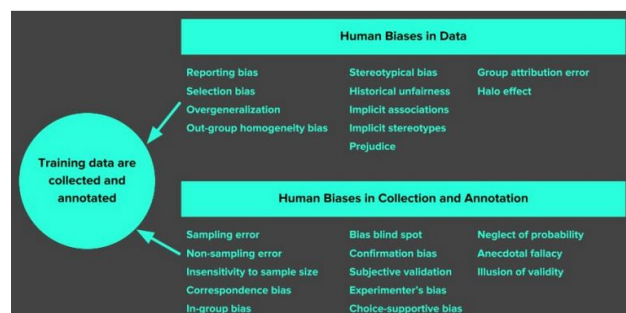 Human Biases in Data
Reporting bias
Selection bias
Overgeneralization
Out-group homogeneity bias
Stereotypical bias
Historical unfairness
Implicit associations
Implicit stereotypes
Prejudice
Group attribution error
Halo effect
Training data are
collected and
annotated
Human Biases in Collection and Annotation
Sampling error
Non-sampling error
Insensitivity to sample size
Correspondence bias
In-group bias
Bias blind spot
Confirmation bias
Subjective validation
Experimenter's bias
Choice-supportive bias
Neglect of probability
Anecdotal fallacy
Illusion of validity